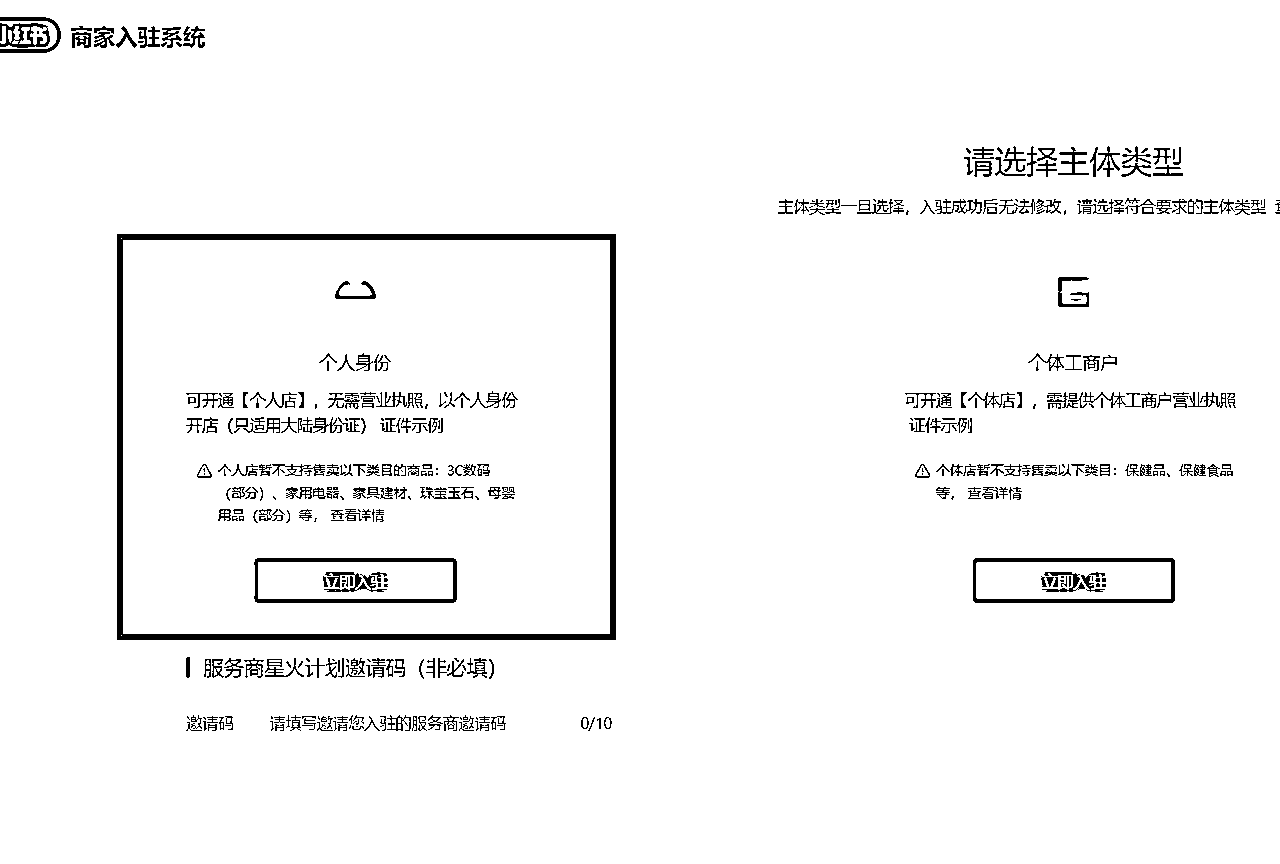 小红书 商家入驻系统
请选择主体类型
主体类型一旦选择，入驻成功后无法修改，请选择符合要求的主体类型
个人身份
可开通【个人店】，无需营业执照，以个人身份
开店（只适用大陆身份证） 证件示例
个人店暂不支持售卖以下类目的商品：3C数码
（部分）、家用电器、家具建材、珠宝玉石、母婴
用品（部分）等， 查看详情
立即入驻
个体工商户
可开通【个体店】，需提供个体工商户营业执照
证件示例
个体店暂不支持售卖以下类目：保健品、保健食品
等， 查看详情
立即入驻
服务商星火计划邀请码（非必填）
邀请码 请填写邀请您入驻的服务商邀请码 0/10